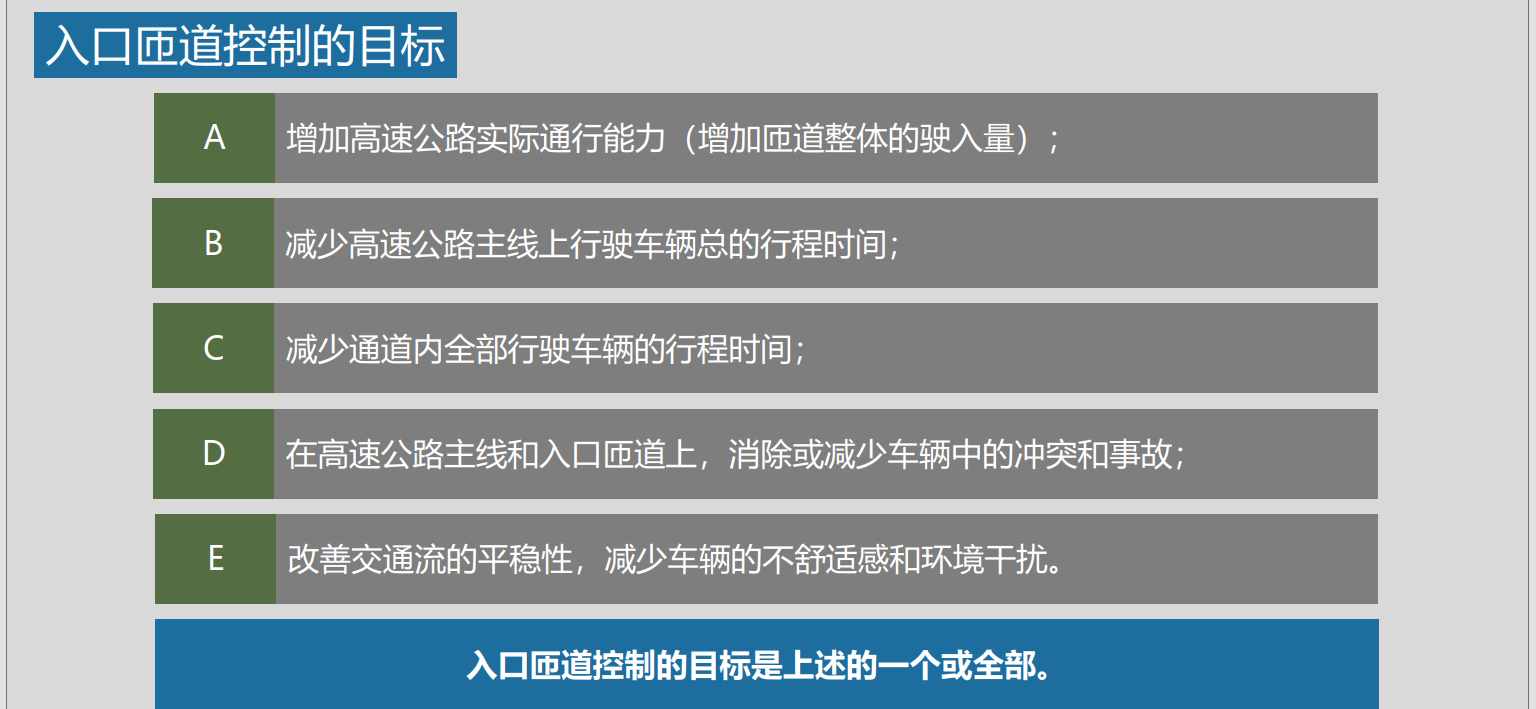 入口匝道控制的目标
A
增加高速公路实际通行能力（增加匝道整体的驶入量）；
B
减少高速公路主线上行驶车辆总的行程时间；
C
减少通道内全部行驶车辆的行程时间；
D
在高速公路主线和入口匝道上，消除或减少车辆中的冲突和事故；
E
改善交通流的平稳性，减少车辆的不舒适感和环境干扰。
入口匝道控制的目标是上述的一个或全部。